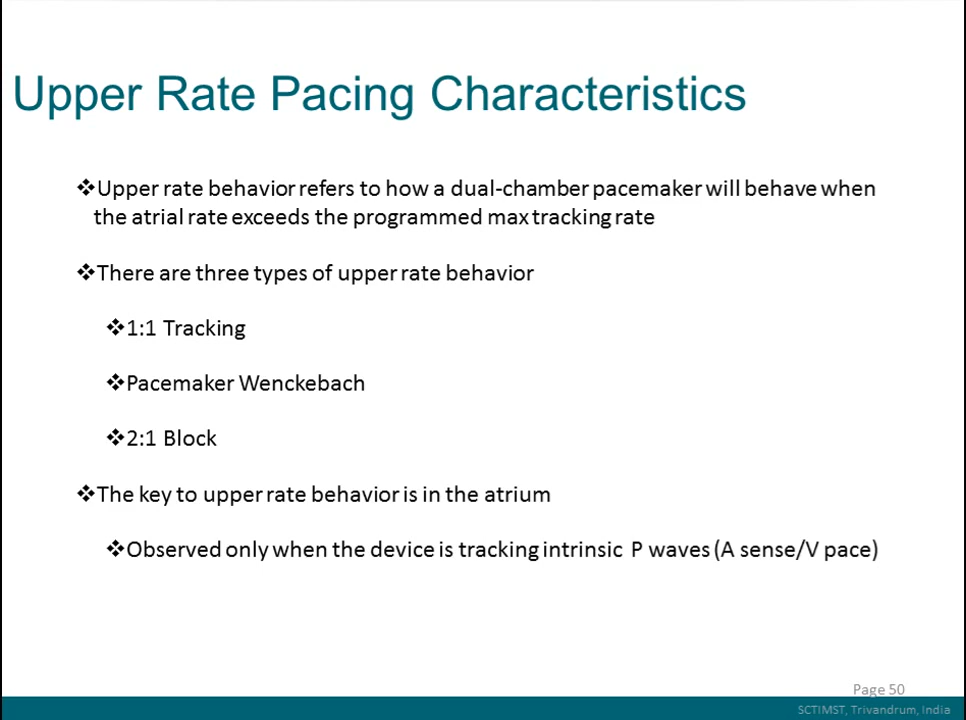 Upper Rate Pacing Characteristics
❖Upper rate behavior refers to how a dual-chamber pacemaker will behave when
the atrial rate exceeds the programmed max tracking rate
❖There are three types of upper rate behavior
❖1:1 Tracking
❖Pacemaker Wenckebach
❖2:1 Block
❖The key to upper rate behavior is in the atrium
❖Observed only when the device is tracking intrinsic P waves (A sense/V pace)
Page 50
SCTIMST, Trivandrum, India